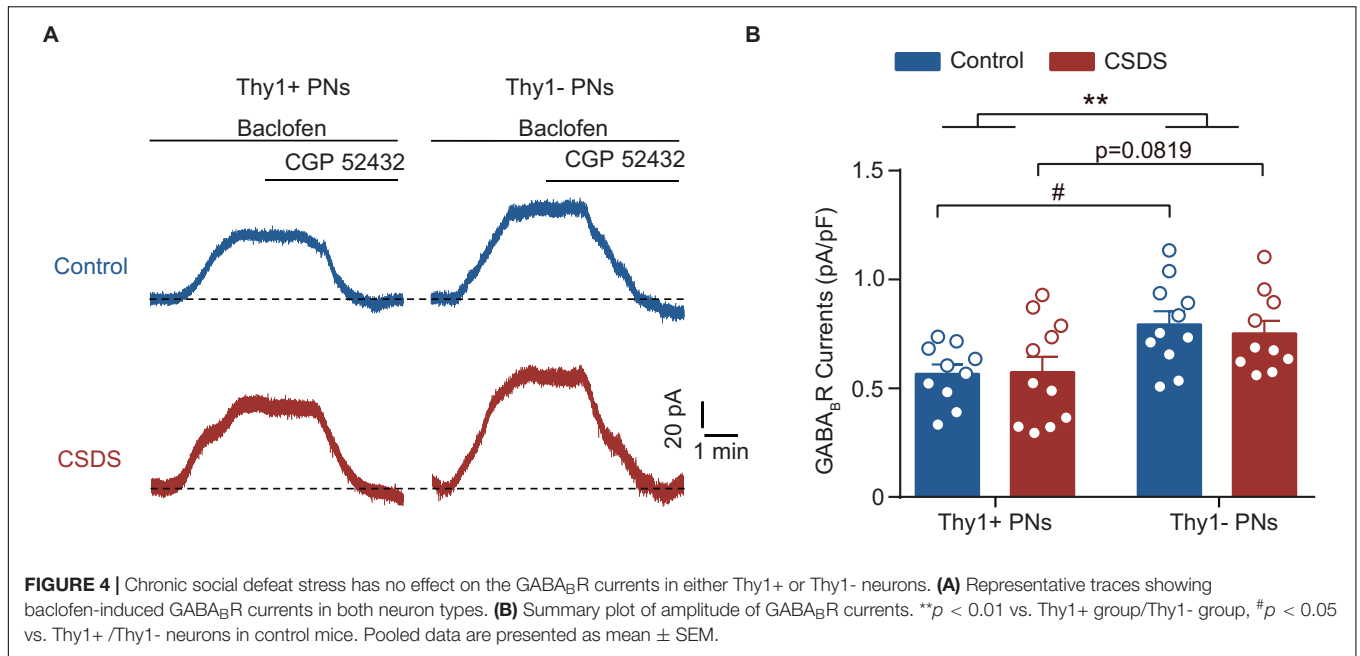 A
Thy1+ PNs
Thy1- PNs
Baclofen
Baclofen
CGP 52432
CGP 52432
Control
CSDS
20 pA
1 min
B
Control
CSDS
**
p=0.0819
#
GABA_BR Currents (pA/pF)
1.5
1.0
0.5
0
Thy1+ PNs
Thy1- PNs
FIGURE 4 | Chronic social defeat stress has no effect on the GABA_BR currents in either Thy1+ or Thy1- neurons. (A) Representative traces showing
baclofen-induced GABA_BR currents in both neuron types. (B) Summary plot of amplitude of GABA_BR currents. **p < 0.01 vs. Thy1+ group/Thy1- group, #p < 0.05
vs. Thy1+ /Thy1- neurons in control mice. Pooled data are presented as mean ± SEM.